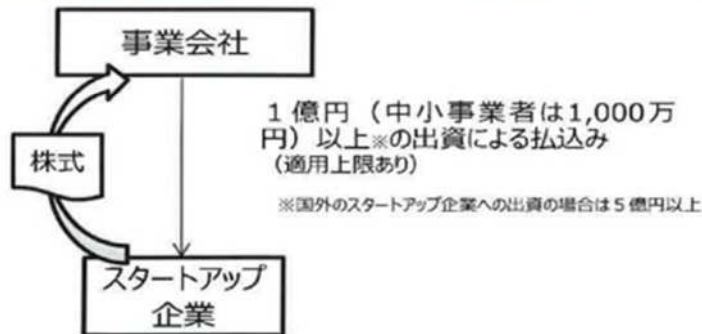 事業会社
1億円（中小事業者は1,000万
円）以上※の出資による払込み
（適用上限あり）
株式
※国外のスタートアップ企業への出資の場合は5億円以上
スタートアップ
企業